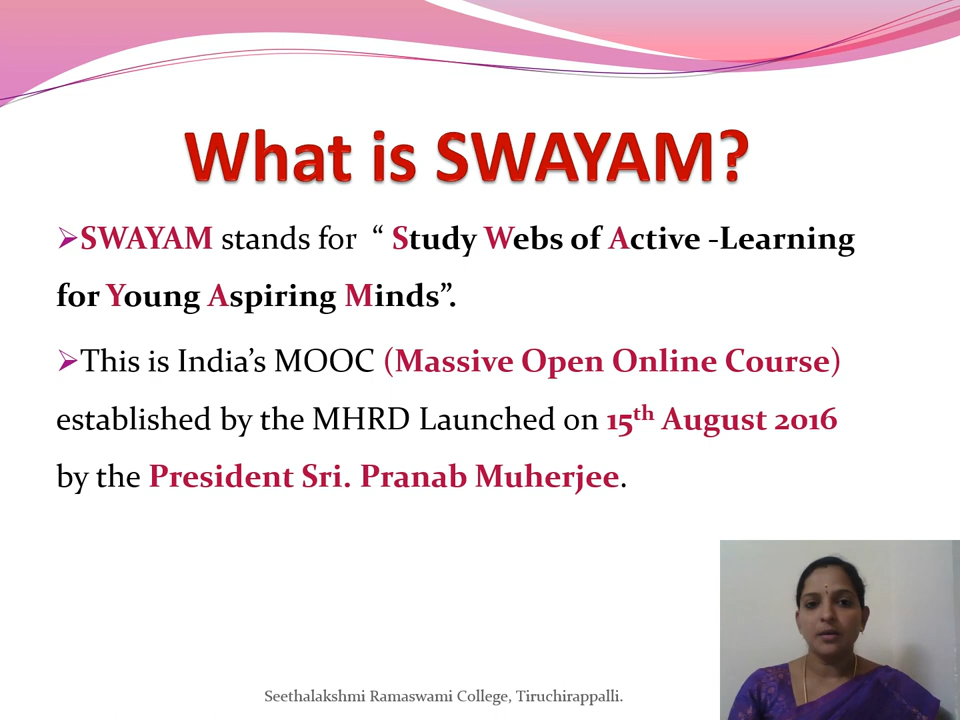 What is SWAYAM?
➢SWAYAM stands for “ Study Webs of Active -Learning
for Young Aspiring Minds”.
➢This is India’s MOOC (Massive Open Online Course)
established by the MHRD Launched on 15th August 2016
by the President Sri. Pranab Muherjee.
Seethalakshmi Ramaswami College, Tiruchirappalli.